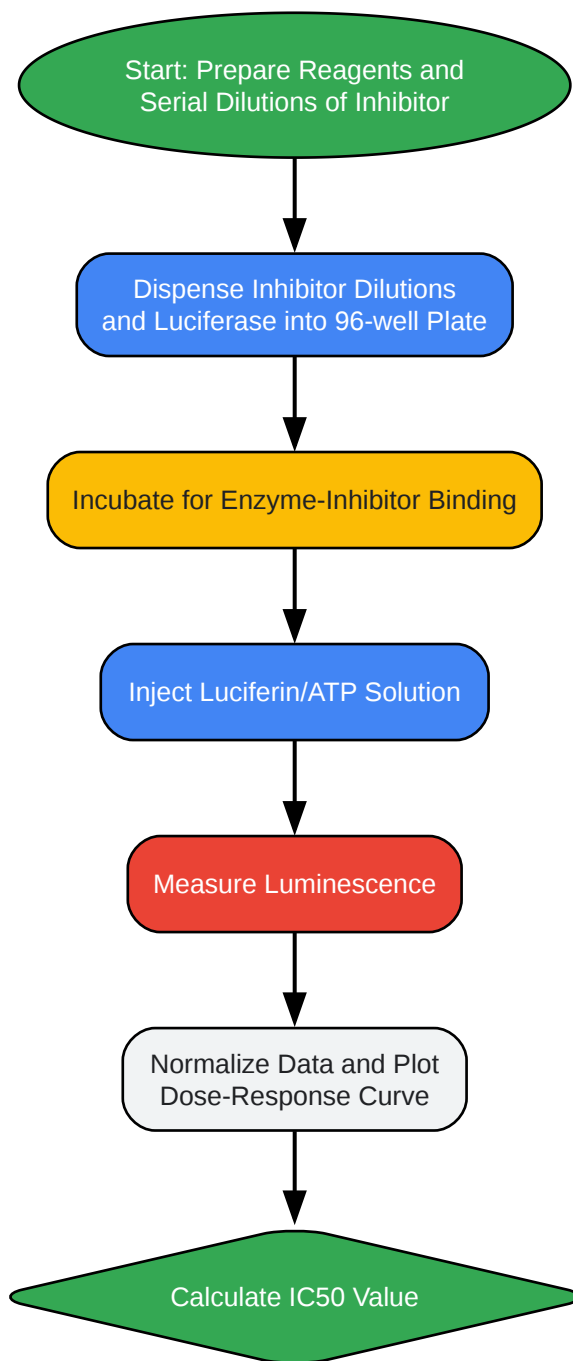 Start: Prepare Reagents and
Serial Dilutions of Inhibitor
Dispense Inhibitor Dilutions
and Luciferase into 96-well Plate
Incubate for Enzyme-Inhibitor Binding
Inject Luciferin/ATP Solution
Measure Luminescence
Normalize Data and Plot
Dose-Response Curve
Calculate IC50 Value